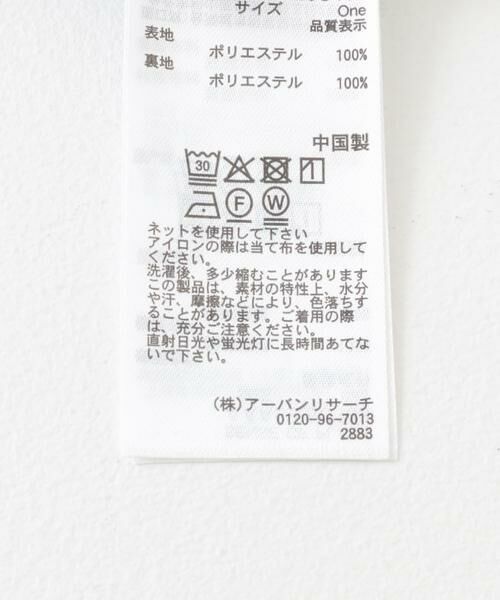 サイズ One
品質表示
表地
ポリエステル 100%
裏地
ポリエステル 100%
中国製
30
F W
ネットを使用して下さい
アイロンの際は当て布を使用して
ください。
洗濯後、多少縮むことがあります
この製品は、素材の特性上、水分
や汗、摩擦などにより、色落ちす
ることがあります。ご着用の際
は、充分ご注意ください。
直射日光や蛍光灯に長時間あてな
いで下さい。
(株)アーバンリサーチ
0120-96-7013
2883